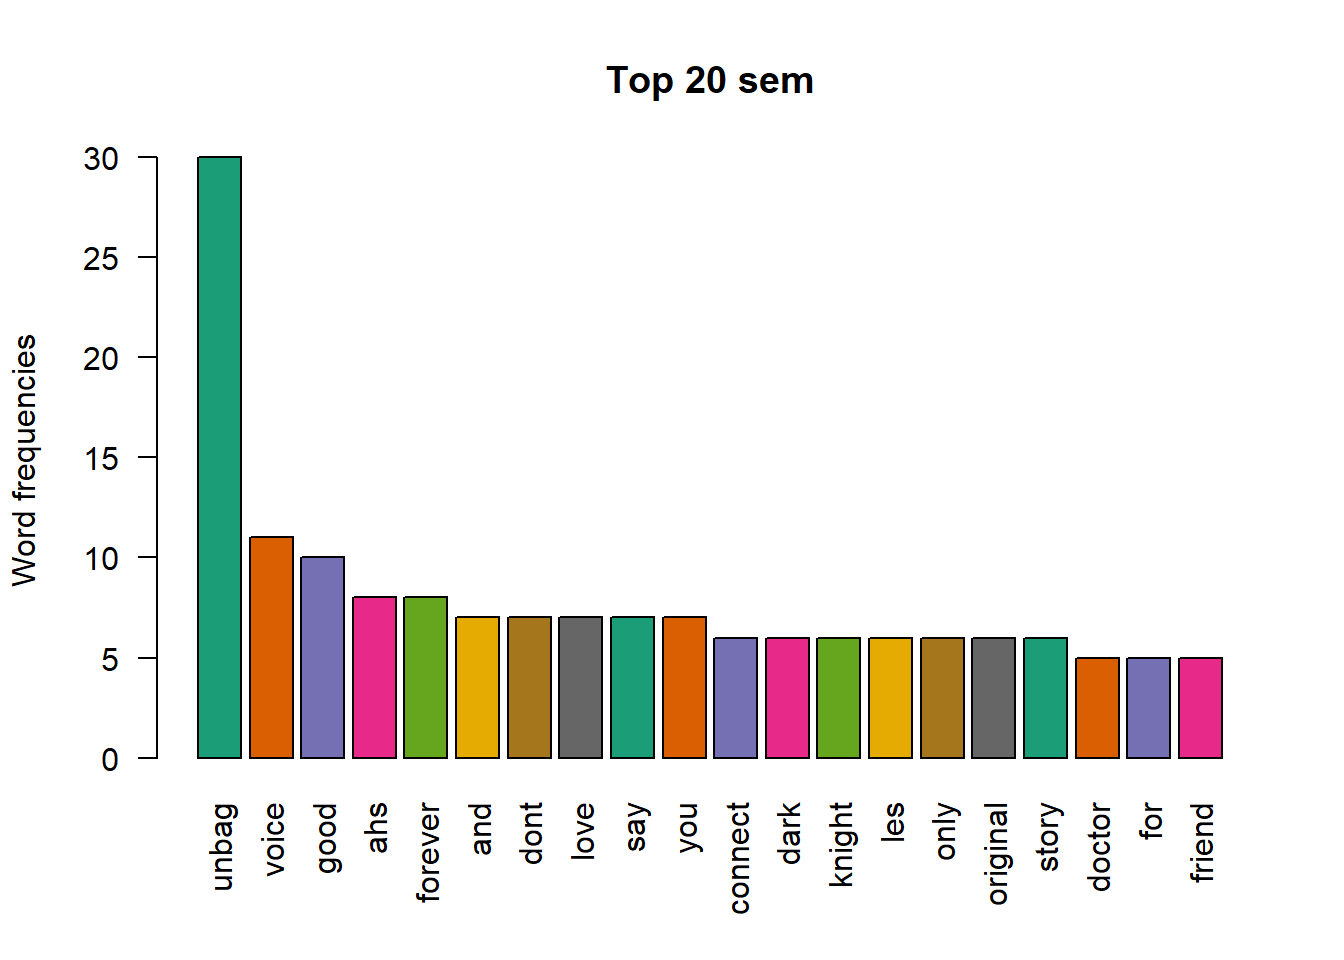 Top 20 sem
Word frequencies
30
25
20
15
10
5
0
unbag
voice
good
ahs
forever
and
dont
love
say
you
connect
dark
knight
les
only
original
story
doctor
for
friend